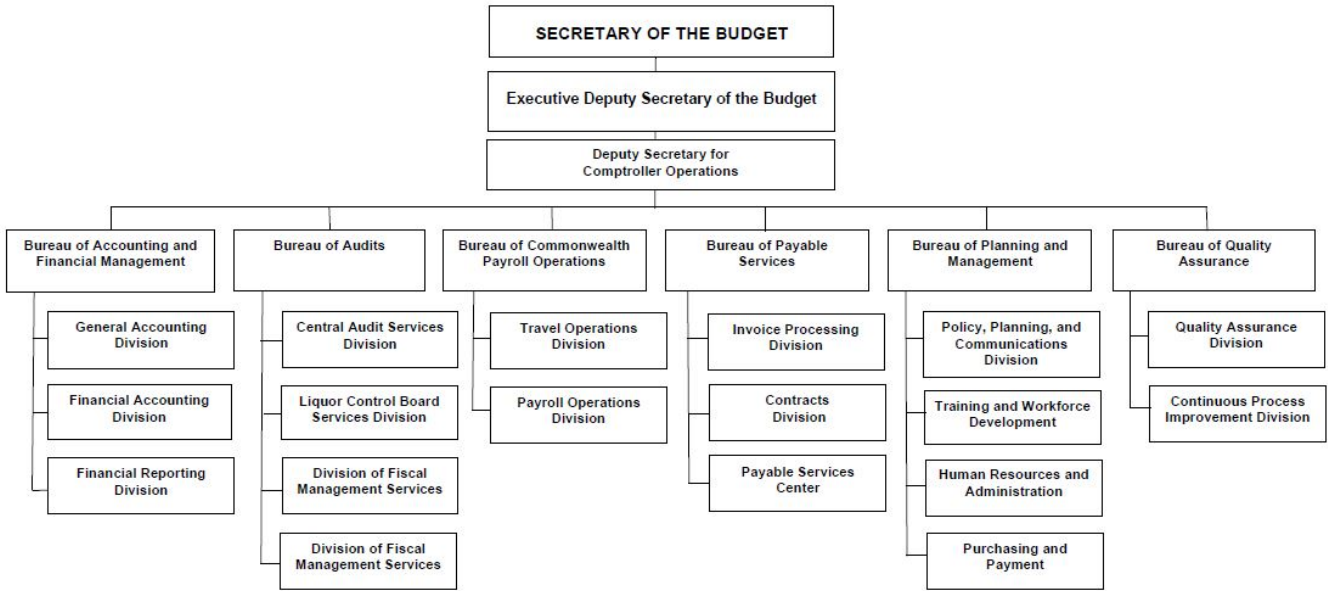 SECRETARY OF THE BUDGET
Executive Deputy Secretary of the Budget
Deputy Secretary for
Comptroller Operations
Bureau of Accounting and
Financial Management
General Accounting
Division
Financial Accounting
Division
Financial Reporting
Division
Bureau of Audits
Central Audit Services
Division
Liquor Control Board
Services Division
Division of Fiscal
Management Services
Division of Fiscal
Management Services
Bureau of Commonwealth
Payroll Operations
Travel Operations
Division
Payroll Operations
Division
Bureau of Payable
Services
Invoice Processing
Division
Contracts
Division
Payable Services
Center
Bureau of Planning and
Management
Policy, Planning, and
Communications
Division
Training and Workforce
Development
Human Resources and
Administration
Purchasing and
Payment
Bureau of Quality
Assurance
Quality Assurance
Division
Continuous Process
Improvement Division